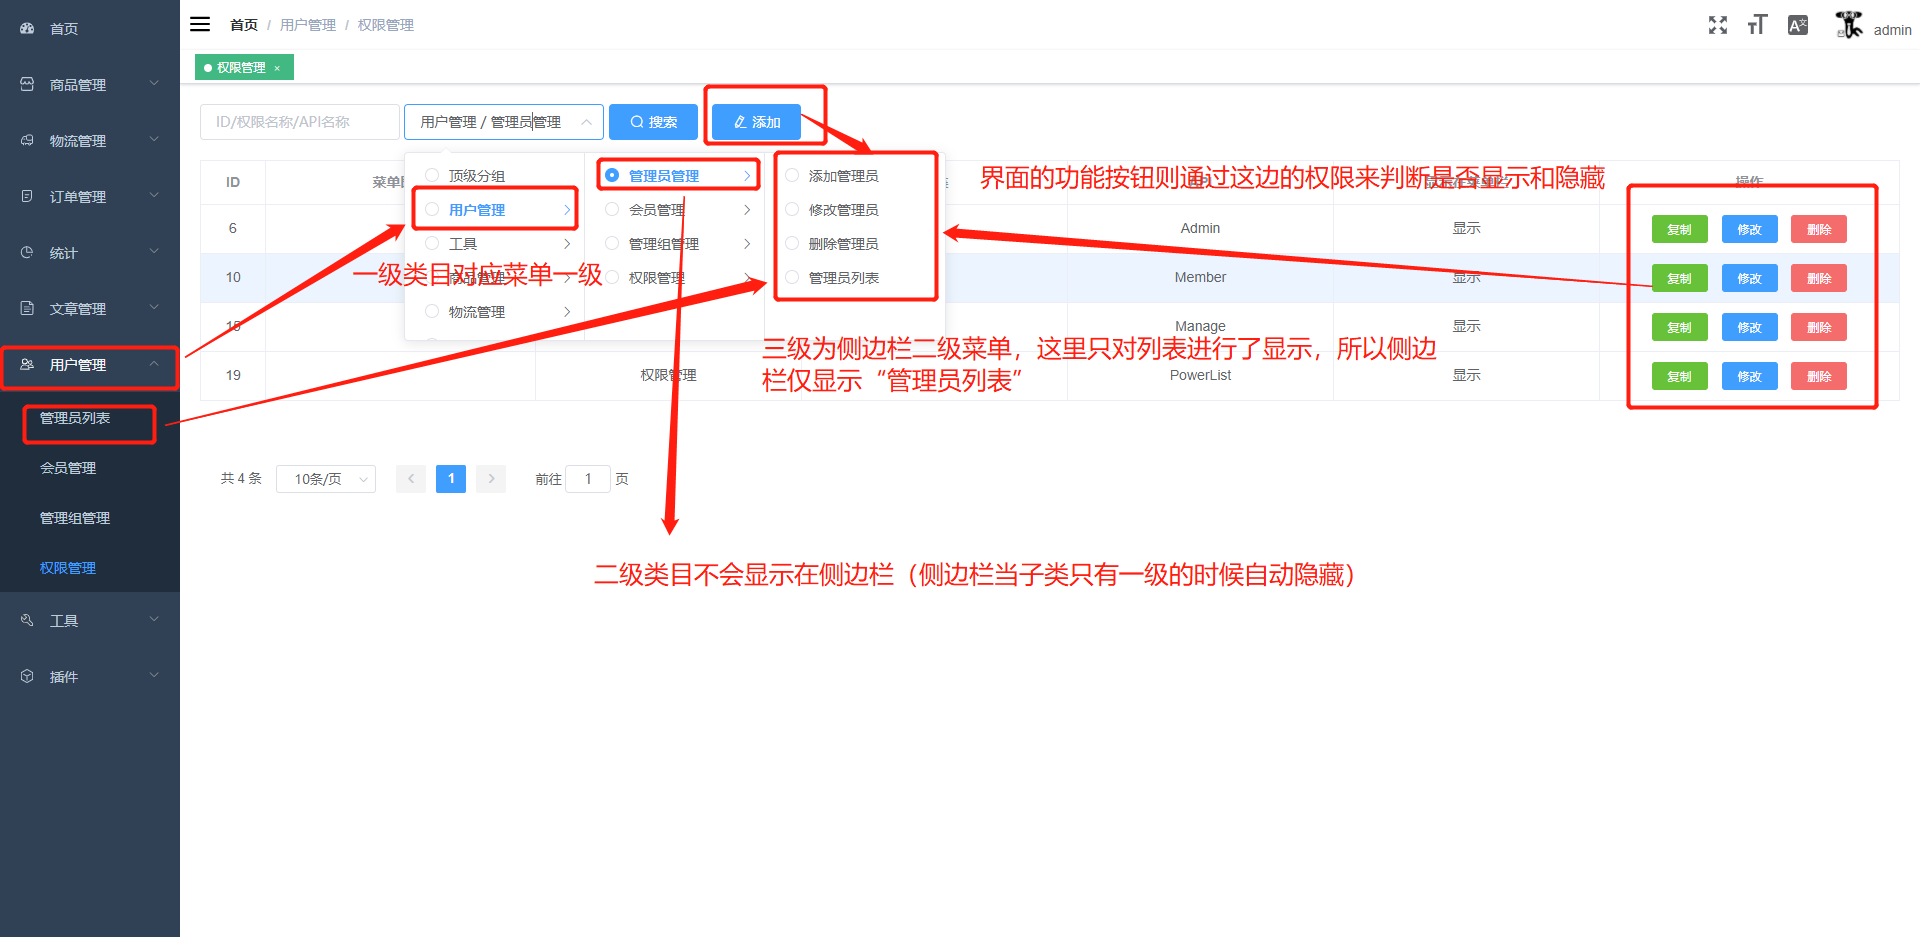 首页
商品管理
物流管理
订单管理
统计
文章管理
用户管理
管理员列表
会员管理
管理组管理
权限管理
工具
插件
首页 / 用户管理 / 权限管理
admin
权限管理 ×
ID/权限名称/API名称
用户管理 / 管理员管理
搜索
添加
顶级分组
用户管理
工具
商品管理
物流管理
管理员管理
会员管理
管理组管理
权限管理
添加管理员
修改管理员
删除管理员
管理员列表
界面的功能按钮则通过这边的权限来判断是否显示和隐藏
一级类目对应菜单一级
三级为侧边栏二级菜单，这里只对列表进行了显示，所以侧边
栏仅显示“管理员列表”
二级类目不会显示在侧边栏（侧边栏当子类只有一级的时候自动隐藏）
ID
操作
6 Admin 显示 复制 修改 删除
10 Member 显示 复制 修改 删除
15 Manage 显示 复制 修改 删除
19 权限管理 PowerList 显示 复制 修改 删除
共 4 条 10条/页 1 前往 1 页